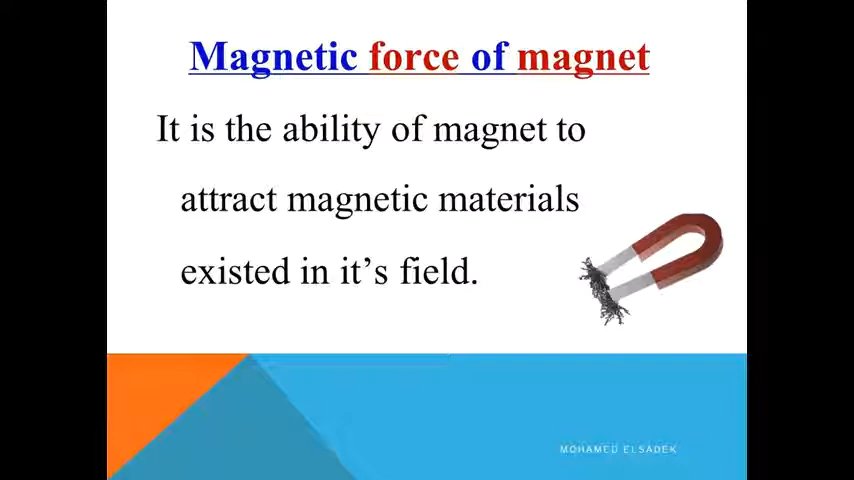 Magnetic force of magnet
It is the ability of magnet to
attract magnetic materials
existed in it’s field.
MOHAMED ELSADEK